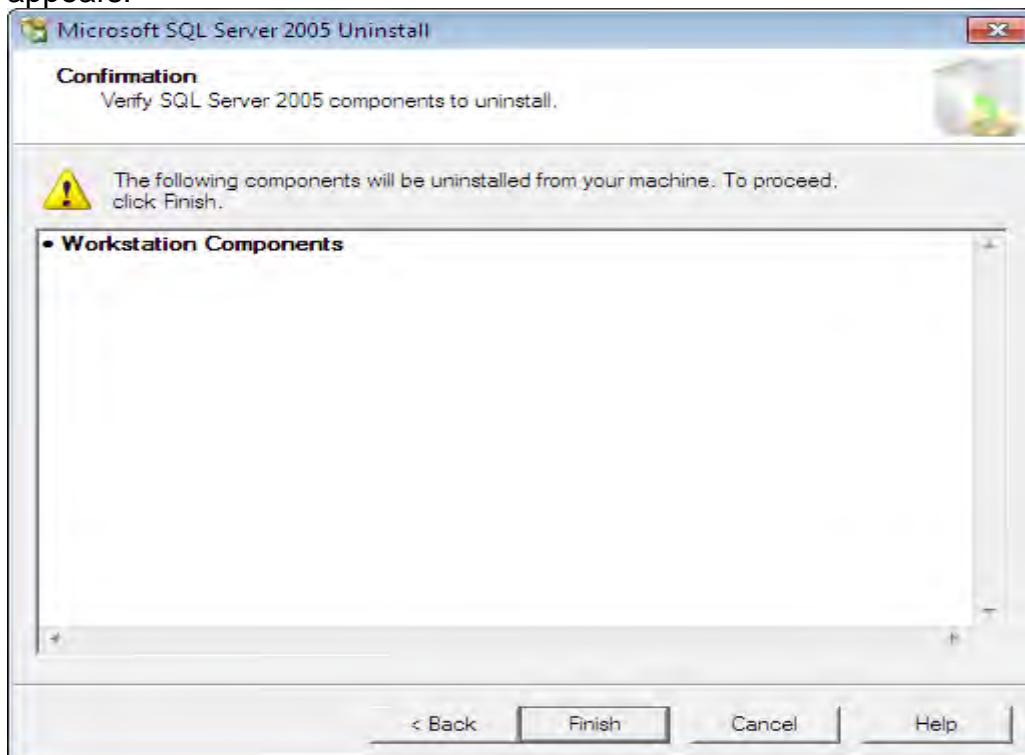 appears.
Microsoft SQL Server 2005 Uninstall
Confirmation
Verify SQL Server 2005 components to uninstall.
The following components will be uninstalled from your machine. To proceed,
click Finish.
• Workstation Components
< Back Finish Cancel Help